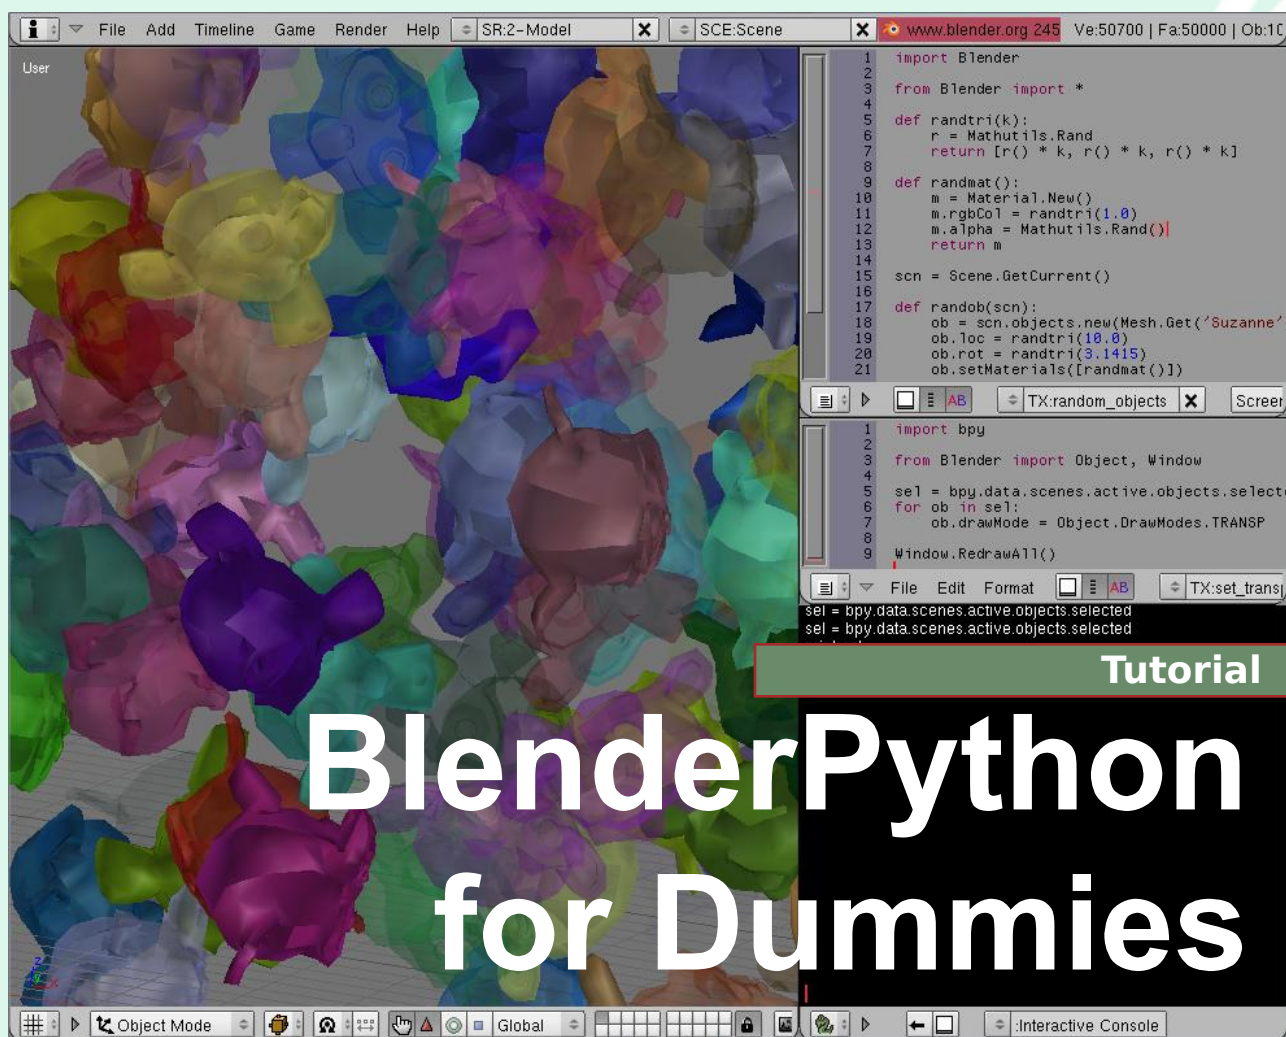 File Add Timeline Game Render Help SR:2-Model SCE:Scene www.blender.org 245 Ve:50700 | Fa:50000 | Ob:10
User
1 import Blender
2
3 from Blender import *
4
5 def randtri(k):
6 r = Mathutils.Rand
7 return [r() * k, r() * k, r() * k]
8
9 def randmat():
10 m = Material.New()
11 m.rgbCol = randtri(1.0)
12 m.alpha = Mathutils.Rand()
13 return m
14
15 scn = Scene.GetCurrent()
16
17 def randob(scn):
18 ob = scn.objects.new(Mesh.Get('Suzanne'
19 ob.loc = randtri(10.0)
20 ob.rot = randtri(3.1415)
21 ob.setMaterials([randmat()])
AB TX:random_objects Screen
1 import bpy
2
3 from Blender import Object, Window
4
5 sel = bpy.data.scenes.active.objects.selecte
6 for ob in sel:
7 ob.drawMode = Object.DrawModes.TRANSP
8
9 Window.RedrawAll()
File Edit Format AB TX:set_transp
sel = bpy.data.scenes.active.objects.selected
sel = bpy.data.scenes.active.objects.selected
Tutorial
BlenderPython
for Dummies
Z
X
Object Mode Global :Interactive Console